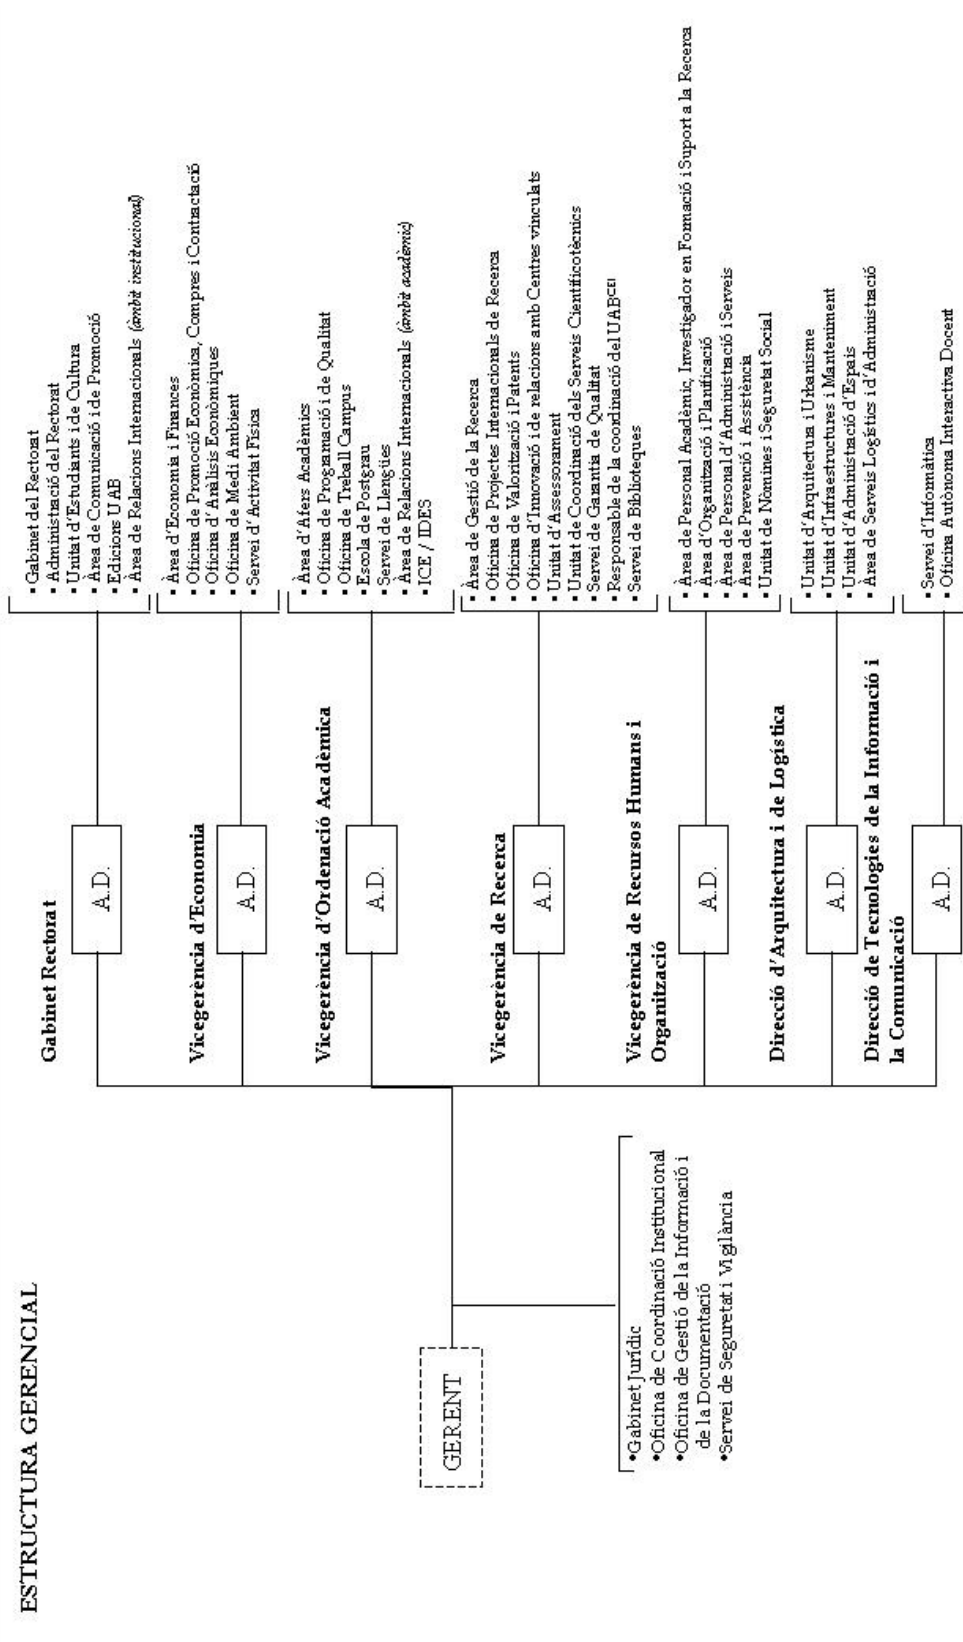 ESTRUCTURA GERENCIAL
GERENT
•Gabinet Jurídic
•Oficina de Coordinació Institucional
•Oficina de Gestió de la Informació i
de la Documentació
•Servei de Seguretat i Vigilància
Gabinet Rectorat
A.D.
▪ Gabinet del Rectorat
▪ Administració del Rectorat
▪ Unitat d'Estudiants i de Cultura
▪ Àrea de Comunicació i de Promoció
▪ Edicions UAB
▪ Àrea de Relacions Internacionals (àmbit institucional)
Vicegerència d'Economia
A.D.
▪ Àrea d'Economia i Finances
▪ Oficina de Promoció Econòmica, Compres i Contractació
▪ Oficina d'Anàlisis Econòmiques
▪ Oficina de Medi Ambient
▪ Servei d'Activitat Física
Vicegerència d'Ordenació Acadèmica
A.D.
▪ Àrea d'Afers Acadèmics
▪ Oficina de Programació i de Qualitat
▪ Oficina de Treball Campus
▪ Escola de Postgrau
▪ Servei de Llengües
▪ Àrea de Relacions Internacionals (àmbit acadèmic)
▪ ICE / IDES
Vicegerència de Recerca
A.D.
▪ Àrea de Gestió de la Recerca
▪ Oficina de Projectes Internacionals de Recerca
▪ Oficina de Valorització i Patents
▪ Oficina d'Innovació i de relacions amb Centres vinculats
▪ Unitat d'Assessorament
▪ Unitat de Coordinació dels Serveis Cientificotècnics
▪ Servei de Garantia de Qualitat
▪ Responsable de la coordinació del UABCEI
▪ Servei de Biblioteques
Vicegerència de Recursos Humans i
Organització
A.D.
▪ Àrea de Personal Acadèmic, Investigador en Formació i Suport a la Recerca
▪ Àrea d'Organització i Planificació
▪ Àrea de Personal d'Administració i Serveis
▪ Àrea de Prevenció i Assistència
▪ Unitat de Nòmines i Seguretat Social
Direcció d'Arquitectura i de Logística
A.D.
▪ Unitat d'Arquitectura i Urbanisme
▪ Unitat d'Infraestructures i Manteniment
▪ Unitat d'Administració d'Espais
▪ Àrea de Serveis Logístics i d'Administració
Direcció de Tecnologies de la Informació i
la Comunicació
A.D.
▪ Servei d'Informàtica
▪ Oficina Autònoma Interactiva Docent